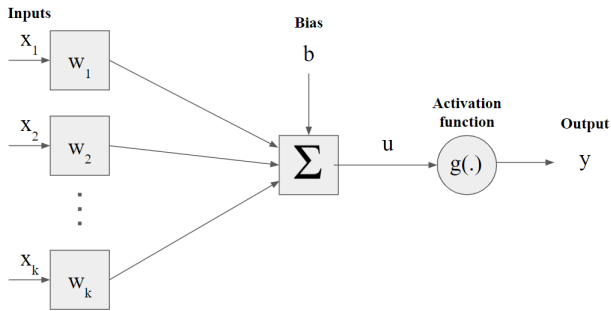 Inputs
x₁
w₁
x₂
w₂
xₖ
wₖ
Bias
b
Σ
u
Activation
function
g(.)
Output
y